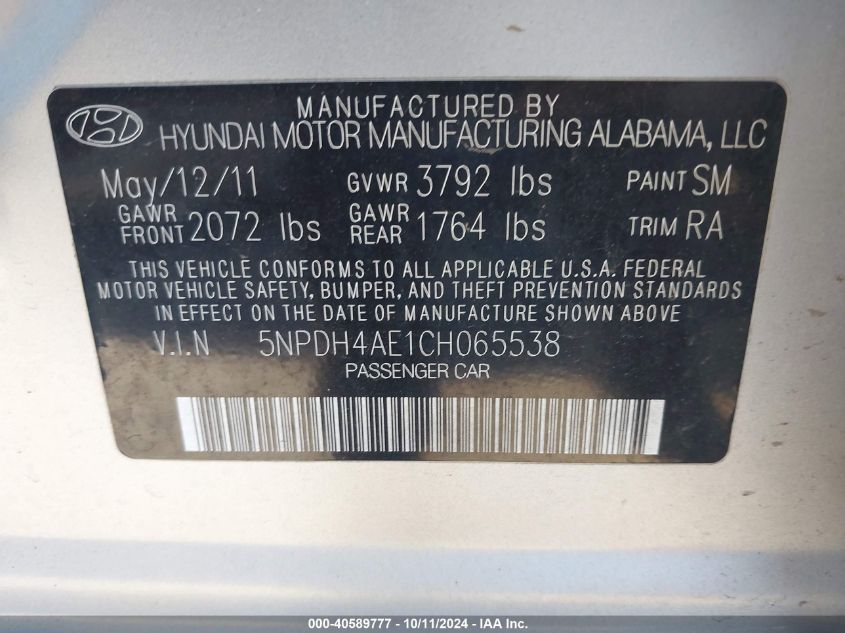 MANUFACTURED BY
HYUNDAI MOTOR MANUFACTURING ALABAMA, LLC
May/12/11 GVWR 3792 lbs PAINT SM
GAWR FRONT 2072 lbs GAWR REAR 1764 lbs TRIM RA
THIS VEHICLE CONFORMS TO ALL APPLICABLE U.S.A. FEDERAL
MOTOR VEHICLE SAFETY, BUMPER, AND THEFT PREVENTION STANDARDS
IN EFFECT ON THE DATE OF MANUFACTURE SHOWN ABOVE
V.I.N 5NPDH4AE1CH065538
PASSENGER CAR
000-40589777 - 10/11/2024 - IAA Inc.